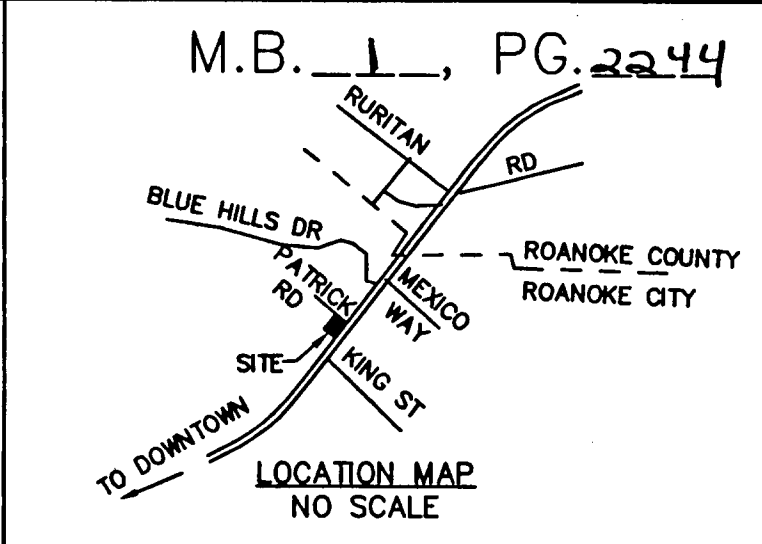 M.B. 1, PG. 2244
RURITAN
RD
BLUE HILLS DR
PATRICK
RD
ROANOKE COUNTY
ROANOKE CITY
MEXICO
WAY
SITE
KING ST
TO DOWNTOWN
LOCATION MAP
NO SCALE